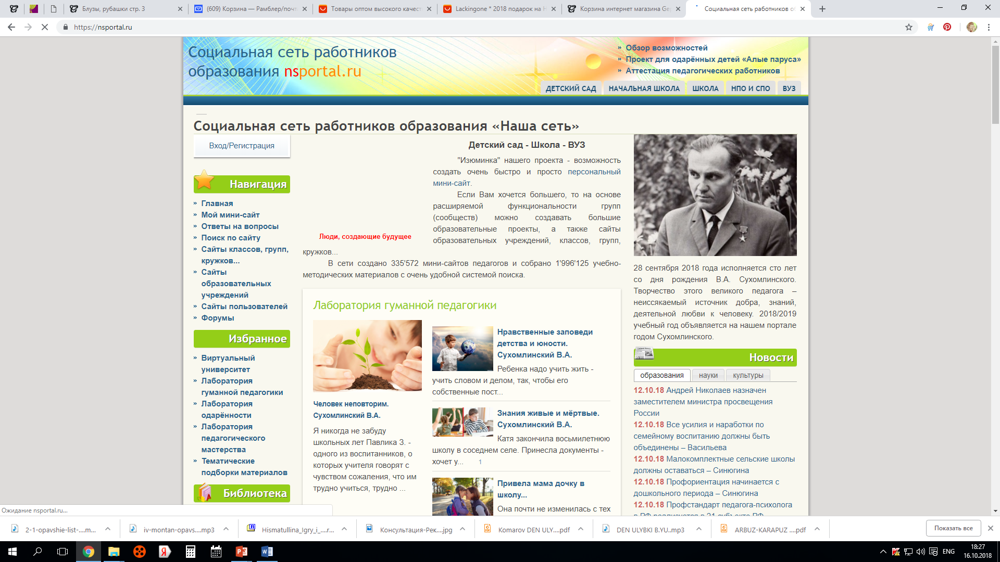 Блузы, рубашки стр. 3
(609) Корзина — Рамблер/почт
Товары оптом высокого качест
Lackingone * 2018 подарок на Н
Корзина интернет магазина Gep
Социальная сеть работников об
https://nsportal.ru
Социальная сеть работников
образования nsportal.ru
Обзор возможностей
Проект для одарённых детей «Алые паруса»
Аттестация педагогических работников
ДЕТСКИЙ САД
НАЧАЛЬНАЯ ШКОЛА
ШКОЛА
НПО И СПО
ВУЗ
Социальная сеть работников образования «Наша сеть»
Вход/Регистрация
Навигация
Главная
Мой мини-сайт
Ответы на вопросы
Поиск по сайту
Сайты классов, групп,
кружков...
Сайты
образовательных
учреждений
Сайты пользователей
Форумы
Избранное
Виртуальный
университет
Лаборатория
гуманной педагогики
Лаборатория
одарённости
Лаборатория
педагогического
мастерства
Тематические
подборки материалов
Библиотека
Люди, создающие будущее
Детский сад - Школа - ВУЗ
"Изюминка" нашего проекта - возможность
создать очень быстро и просто персональный
мини-сайт.
Если Вам хочется большего, то на основе
расширяемой функциональности групп
(сообществ) можно создавать большие
образовательные проекты, а также сайты
образовательных учреждений, классов, групп,
кружков...
В сети создано 335'572 мини-сайтов педагогов и собрано 1'996'125 учебно-
методических материалов с очень удобной системой поиска.
Лаборатория гуманной педагогики
Человек неповторим.
Сухомлинский В.А.
Я никогда не забуду
школьных лет Павлика З. -
одного из воспитанников, о
которых учителя говорят с
чувством сожаления, что им
трудно учиться, трудно ...
Нравственные заповеди
детства и юности.
Сухомлинский В.А.
Ребенка надо учить жить -
учить словом и делом, так, чтобы его
собственные пост...
Знания живые и мёртвые.
Сухомлинский В.А.
Катя закончила восьмилетнюю
школу в соседнем селе. Принесла документы -
хочет у... 1
Привела мама дочку в
школу...
Она почти не изменилась с тех
28 сентября 2018 года исполняется сто лет
со дня рождения В.А. Сухомлинского.
Творчество этого великого педагога –
неиссякаемый источник добра, знаний,
деятельной любви к человеку. 2018/2019
учебный год объявляется на нашем портале
годом Сухомлинского.
Новости
образования
науки
культуры
12.10.18 Андрей Николаев назначен
заместителем министра просвещения
России
12.10.18 Все усилия и наработки по
семейному воспитанию должны быть
объединены – Васильева
12.10.18 Малокомплектные сельские школы
должны оставаться – Синюгина
12.10.18 Профориентация начинается с
дошкольного периода – Синюгина
12.10.18 Профстандарт педагога-психолога
в РФ реализуется в 21 субъекте РФ
Ожидание nsportal.ru...
2-1-opavshie-list-....m...
iv-montan-opavs....mp3
Hismatullina_Igry_i_....r...
Консультация-Рек....jpg
Komarov DEN ULY....pdf
DEN ULYBKI B.YU..mp3
ARBUZ-KARAPUZ ....pdf
Показать все
ENG
18:27
16.10.2018